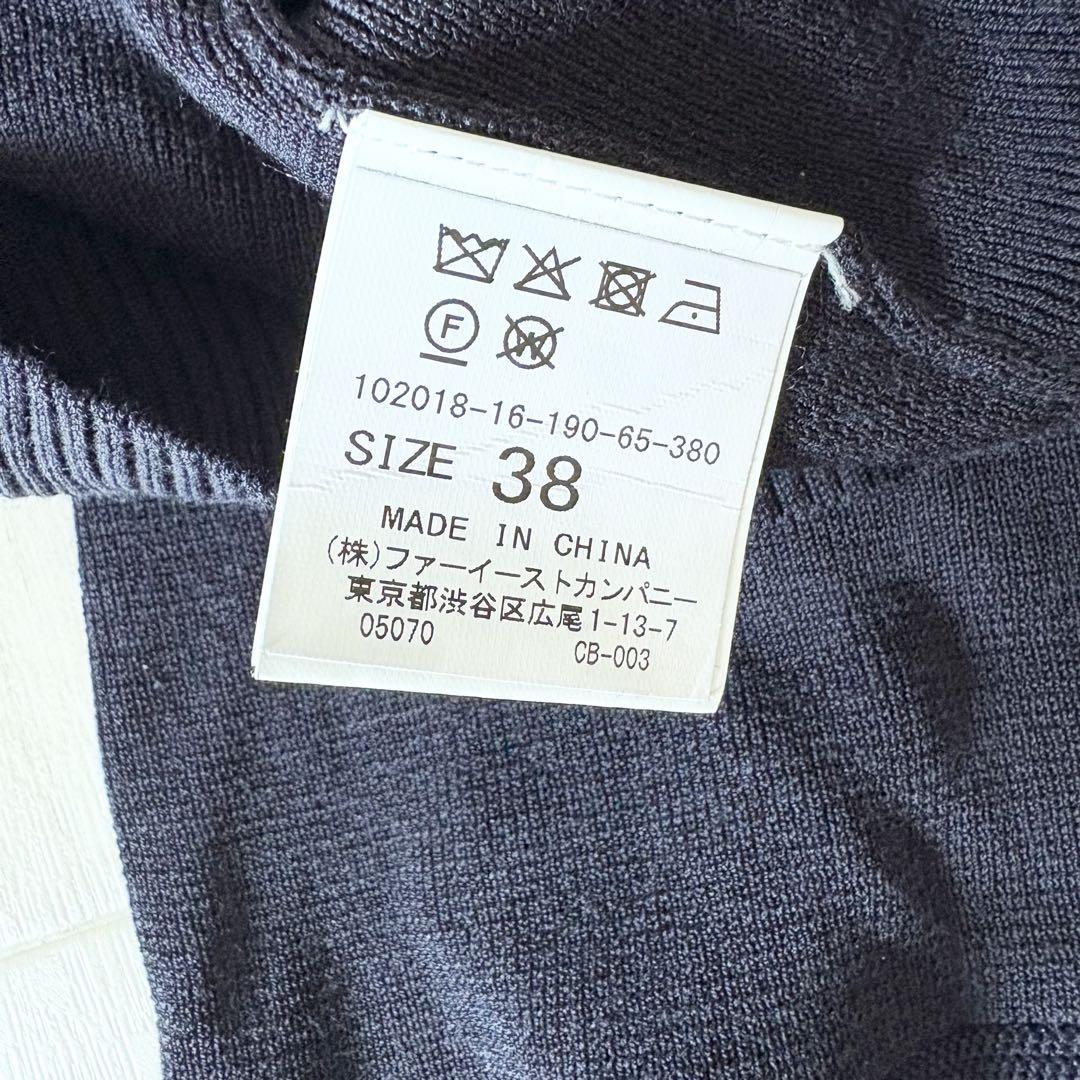 F W
102018-16-190-65-380
SIZE 38
MADE IN CHINA
(株)ファーイーストカンパニー
東京都渋谷区広尾1-13-7
05070 CB-003